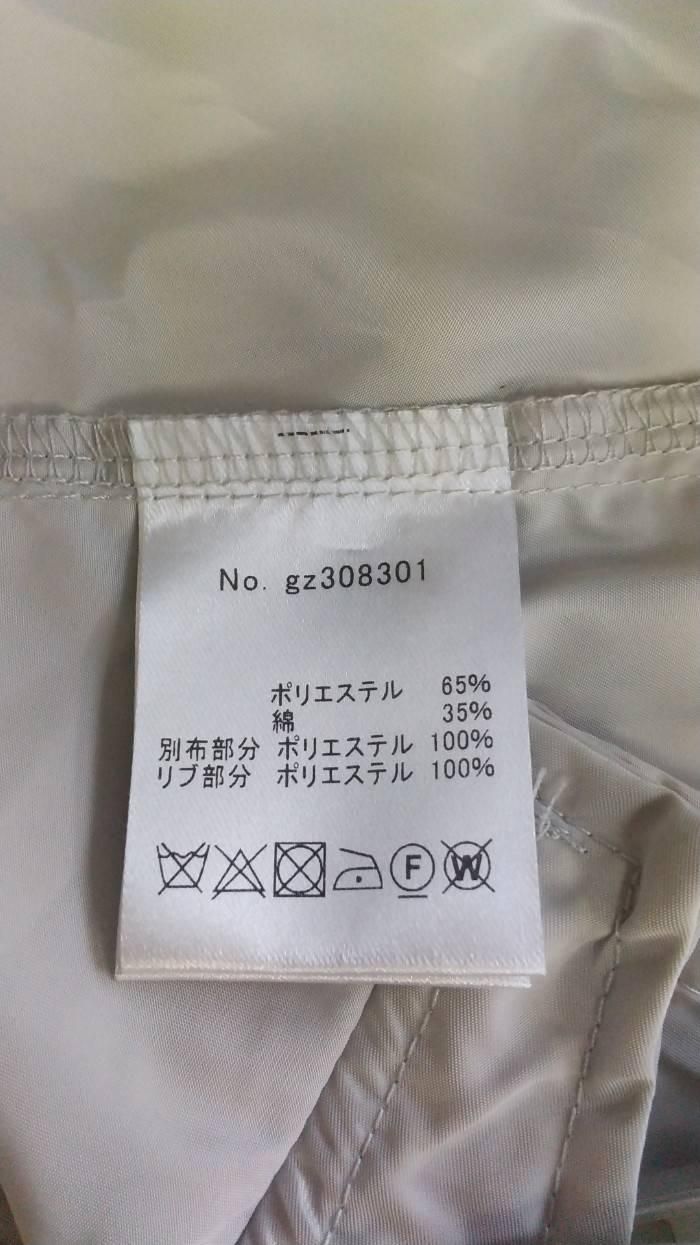 No. gz308301
ポリエステル 65%
綿 35%
別布部分 ポリエステル 100%
リブ部分 ポリエステル 100%
F W